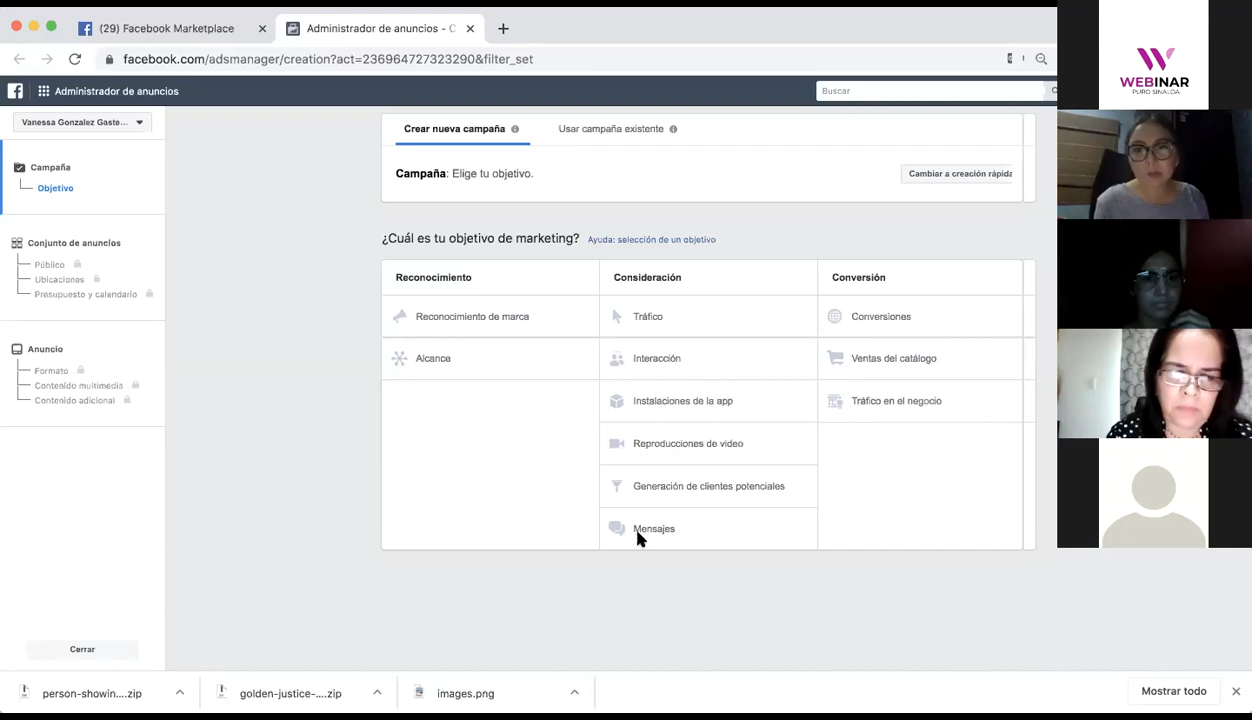 (29) Facebook Marketplace
Administrador de anuncios - C
facebook.com/adsmanager/creation?act=236964727323290&filter_set
Administrador de anuncios
Buscar
Vanessa Gonzalez Gaste...
Campaña
Objetivo
Conjunto de anuncios
Público
Ubicaciones
Presupuesto y calendario
Anuncio
Formato
Contenido multimedia
Contenido adicional
Cerrar
Crear nueva campaña
Usar campaña existente
Campaña: Elige tu objetivo.
Cambiar a creación rápida
¿Cuál es tu objetivo de marketing? Ayuda: selección de un objetivo
Reconocimiento
Consideración
Conversión
Reconocimiento de marca
Tráfico
Conversiones
Alcance
Interacción
Ventas del catálogo
Instalaciones de la app
Tráfico en el negocio
Reproducciones de video
Generación de clientes potenciales
Mensajes
WEBINAR
PURO SINALOA
person-showin....zip
golden-justice-....zip
images.png
Mostrar todo